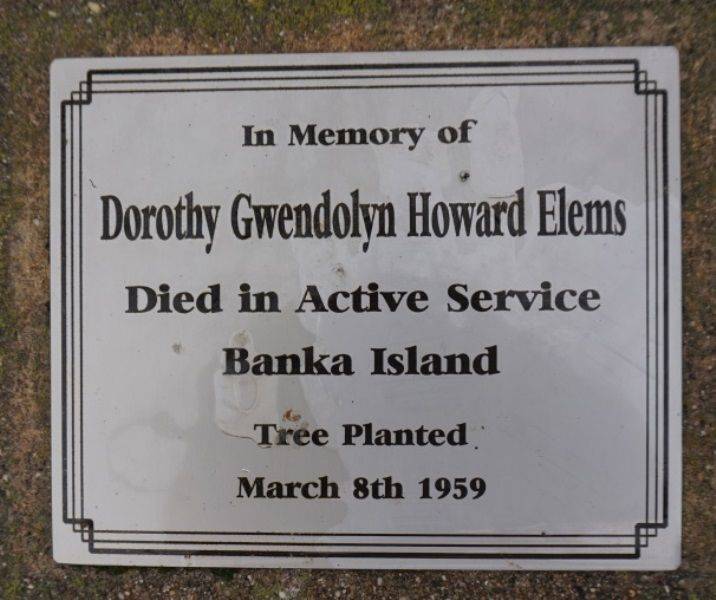 In Memory of
Dorothy Gwendolyn Howard Elems
Died in Active Service
Banka Island
Tree Planted
March 8th 1959